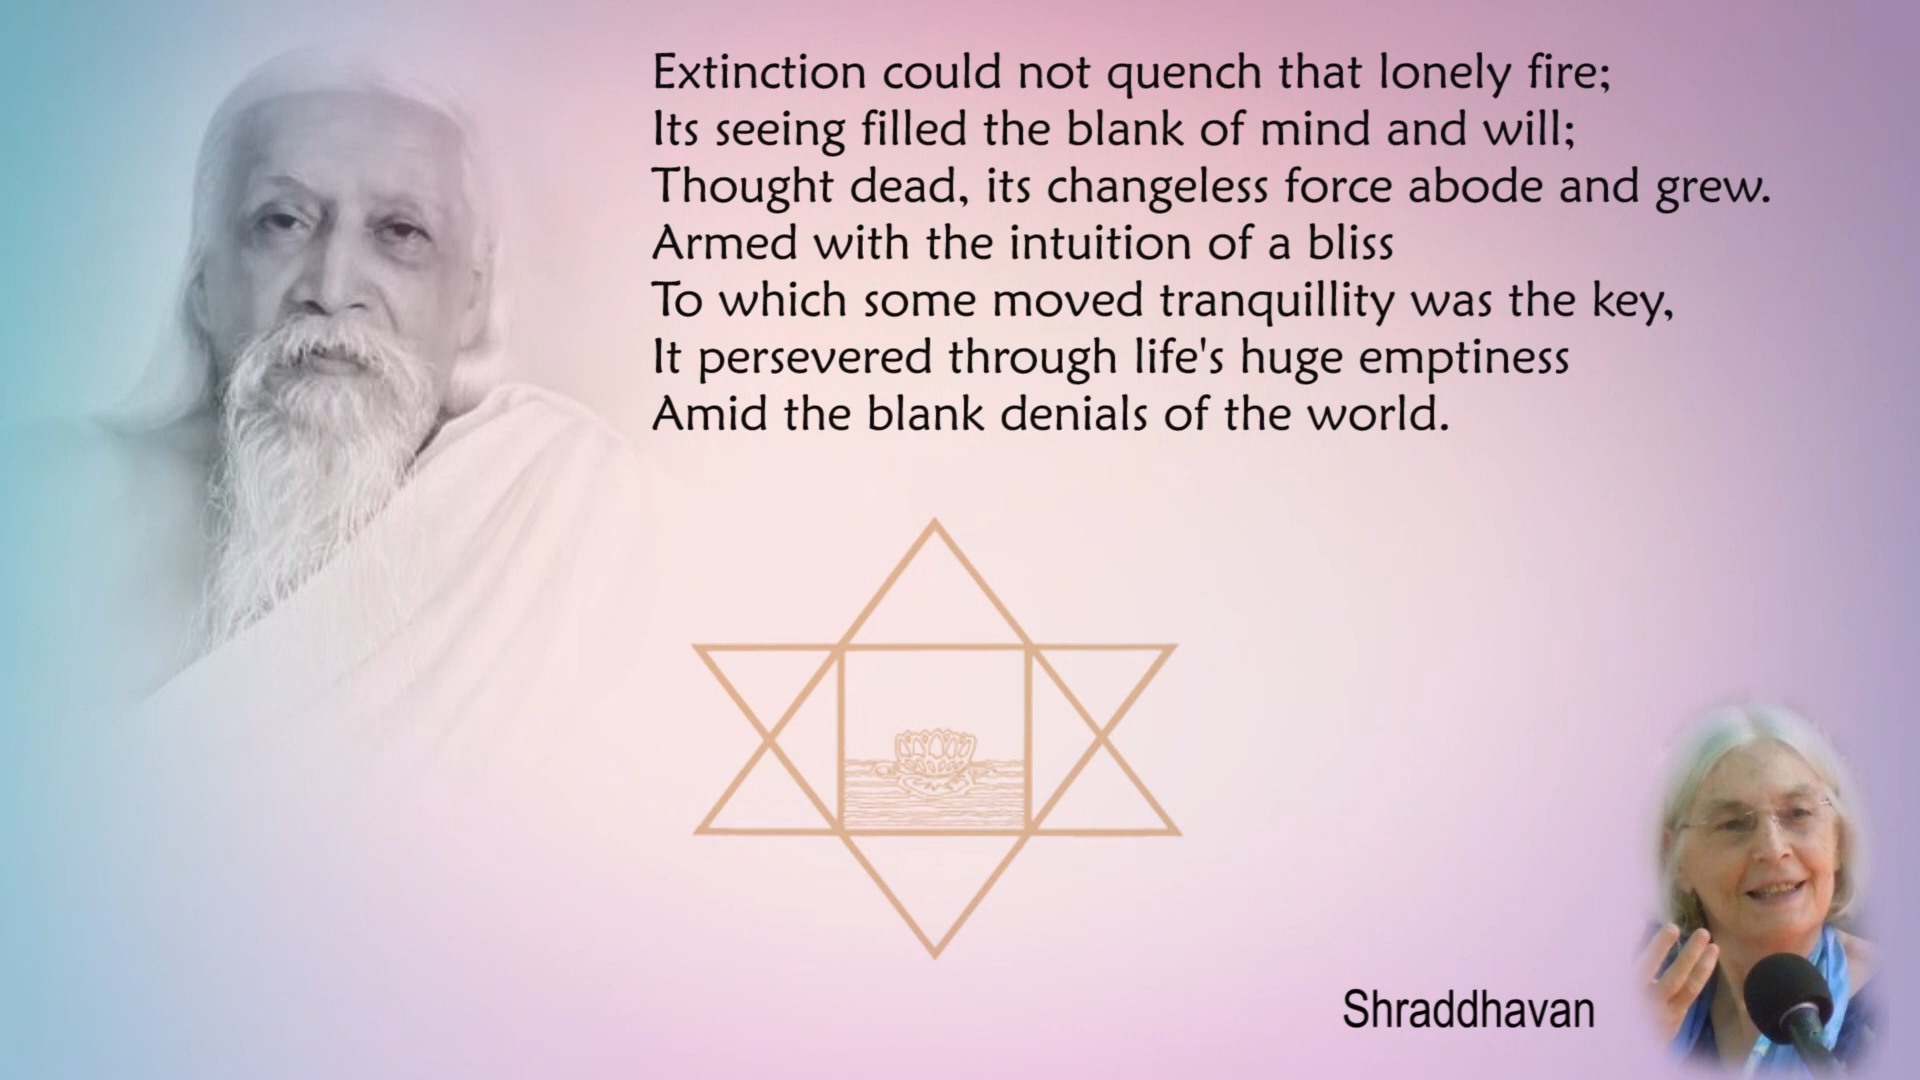 Extinction could not quench that lonely fire;
Its seeing filled the blank of mind and will;
Thought dead, its changeless force abode and grew.
Armed with the intuition of a bliss
To which some moved tranquillity was the key,
It persevered through life's huge emptiness
Amid the blank denials of the world.
Shraddhavan